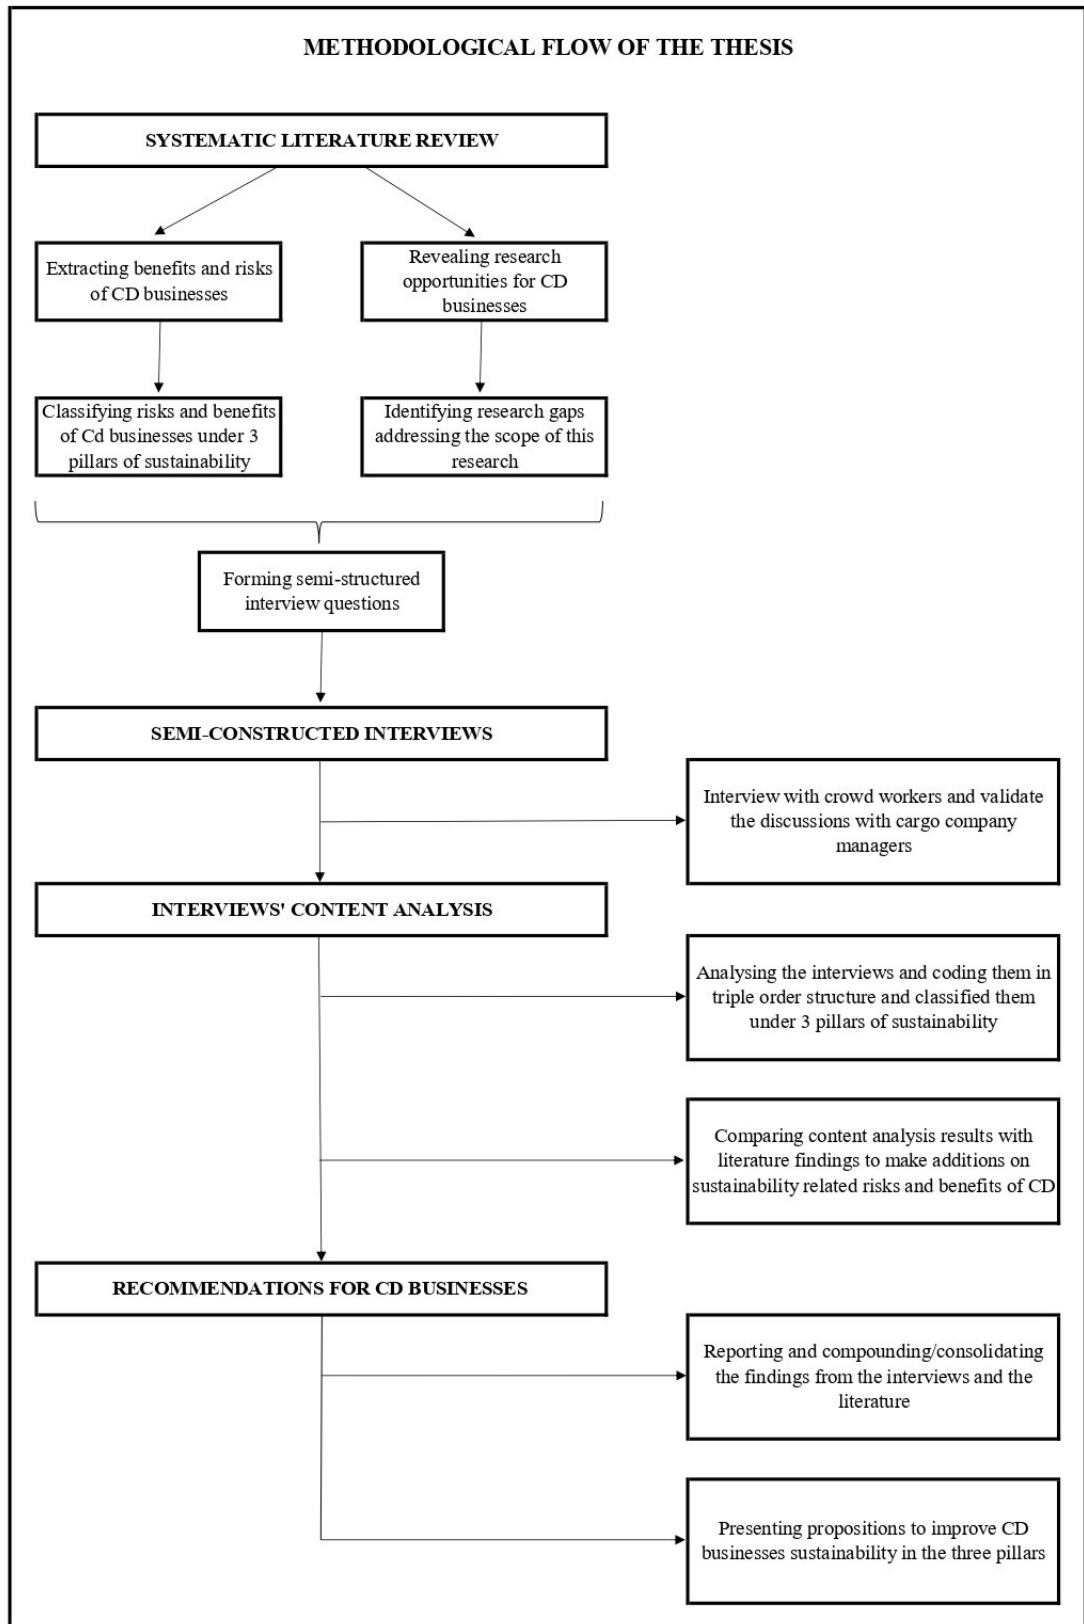 METHODOLOGICAL FLOW OF THE THESIS
SYSTEMATIC LITERATURE REVIEW
Extracting benefits and risks
of CD businesses
Revealing research
opportunities for CD
businesses
Classifying risks and benefits
of Cd businesses under 3
pillars of sustainability
Identifying research gaps
addressing the scope of this
research
Forming semi-structured
interview questions
SEMI-CONSTRUCTED INTERVIEWS
Interview with crowd workers and validate
the discussions with cargo company
managers
INTERVIEWS' CONTENT ANALYSIS
Analysing the interviews and coding them in
triple order structure and classified them
under 3 pillars of sustainability
Comparing content analysis results with
literature findings to make additions on
sustainability related risks and benefits of CD
RECOMMENDATIONS FOR CD BUSINESSES
Reporting and compounding/consolidating
the findings from the interviews and the
literature
Presenting propositions to improve CD
businesses sustainability in the three pillars